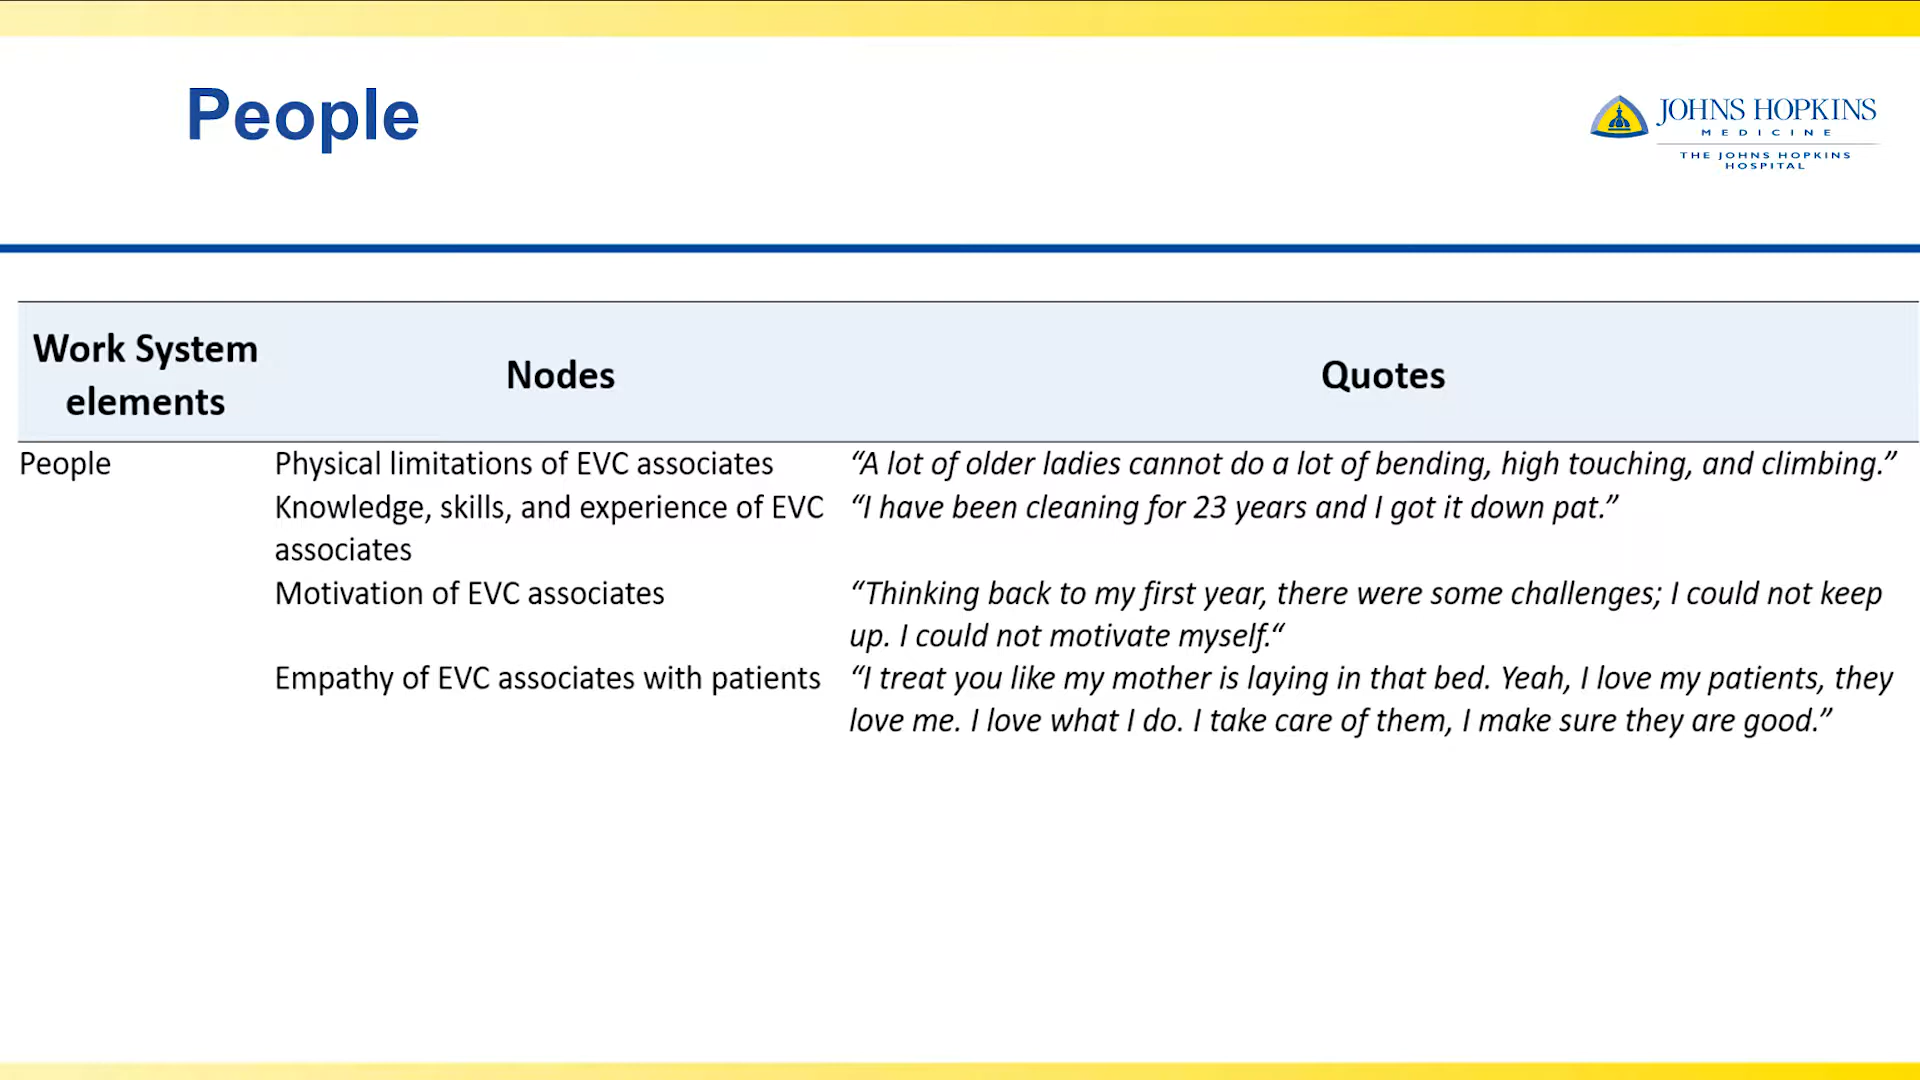 People
JOHNS HOPKINS
MEDICINE
THE JOHNS HOPKINS
HOSPITAL
Work System
elements
Nodes
Quotes
People
Physical limitations of EVC associates
“A lot of older ladies cannot do a lot of bending, high touching, and climbing.”
Knowledge, skills, and experience of EVC
associates
“I have been cleaning for 23 years and I got it down pat.”
Motivation of EVC associates
“Thinking back to my first year, there were some challenges; I could not keep
up. I could not motivate myself.“
Empathy of EVC associates with patients
“I treat you like my mother is laying in that bed. Yeah, I love my patients, they
love me. I love what I do. I take care of them, I make sure they are good.”